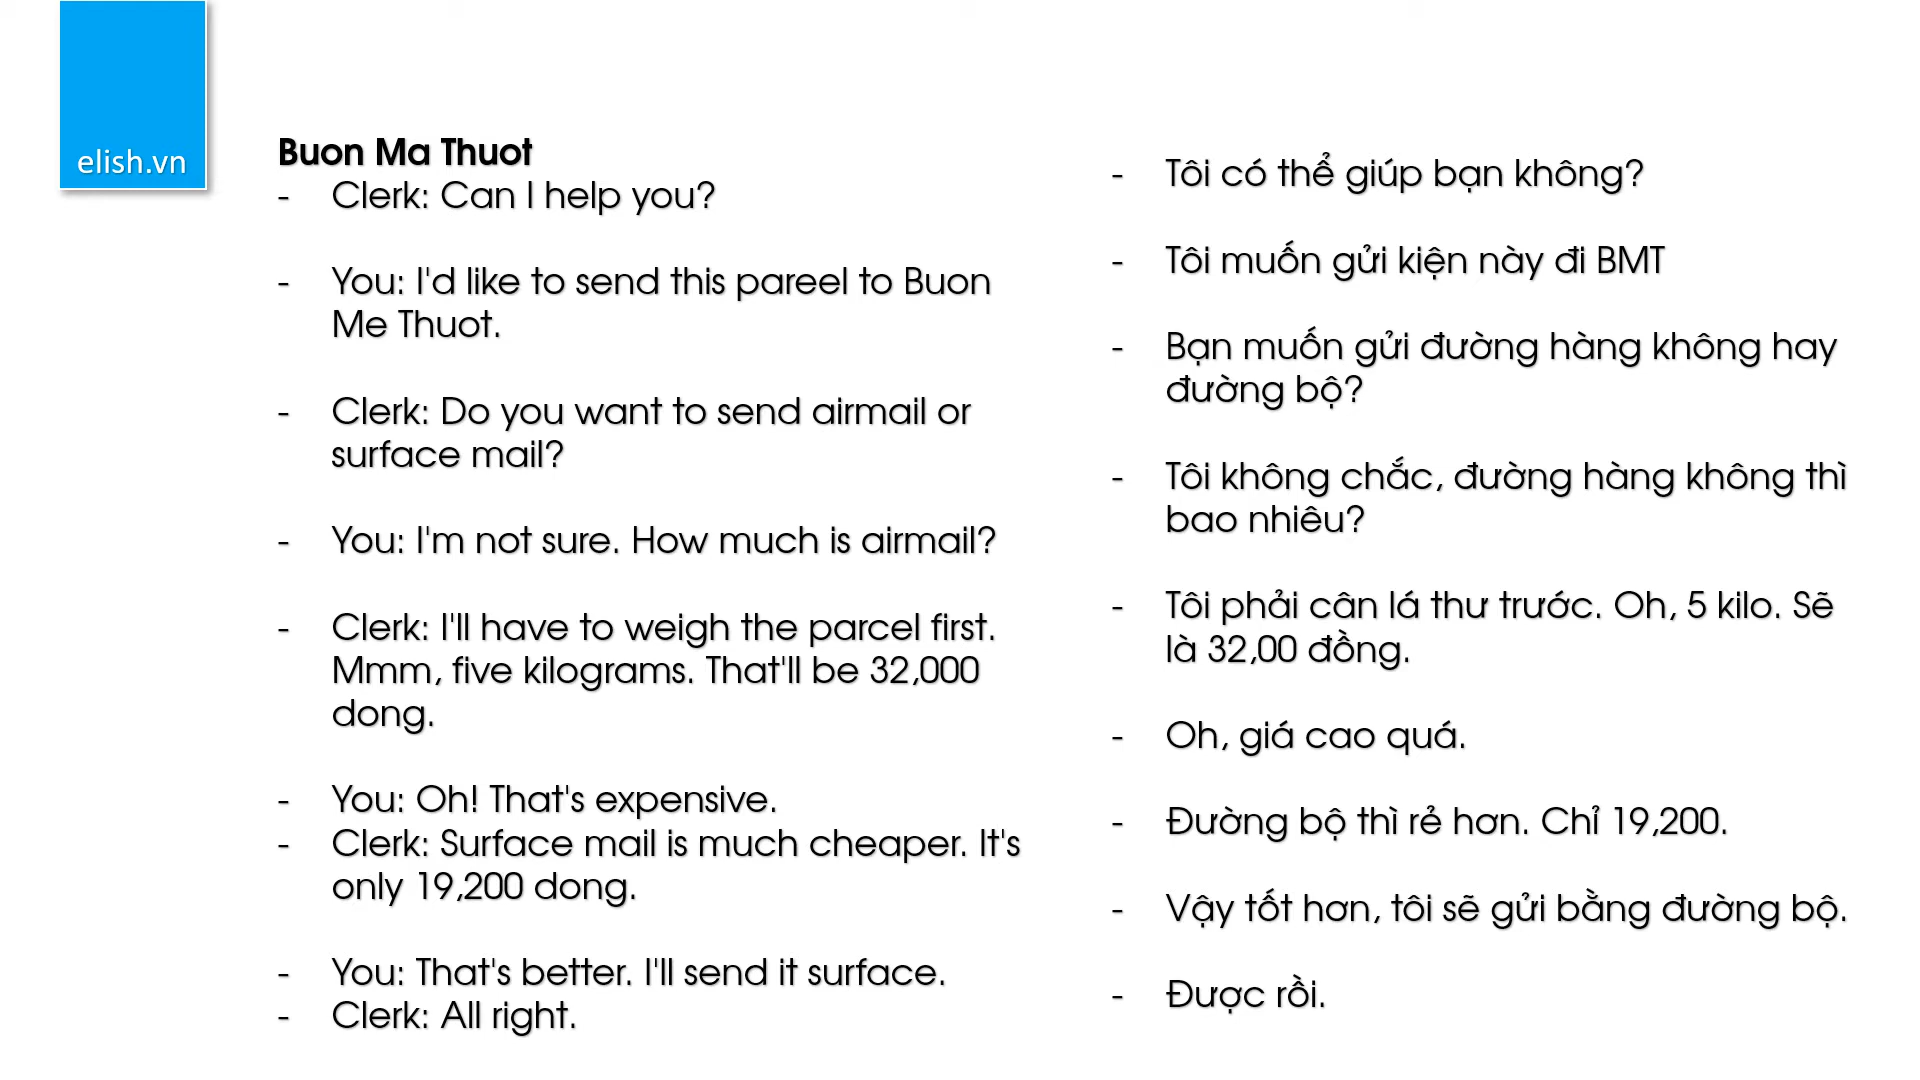 elish.vn
Buon Ma Thuot
- Clerk: Can I help you?
- You: I'd like to send this pareel to Buon
Me Thuot.
- Clerk: Do you want to send airmail or
surface mail?
- You: I'm not sure. How much is airmail?
- Clerk: I'll have to weigh the parcel first.
Mmm, five kilograms. That'll be 32,000
dong.
- You: Oh! That's expensive.
- Clerk: Surface mail is much cheaper. It's
only 19,200 dong.
- You: That's better. I'll send it surface.
- Clerk: All right.
- Tôi có thể giúp bạn không?
- Tôi muốn gửi kiện này đi BMT
- Bạn muốn gửi đường hàng không hay
đường bộ?
- Tôi không chắc, đường hàng không thì
bao nhiêu?
- Tôi phải cân lá thư trước. Oh, 5 kilo. Sẽ
là 32,00 đồng.
- Oh, giá cao quá.
- Đường bộ thì rẻ hơn. Chỉ 19,200.
- Vậy tốt hơn, tôi sẽ gửi bằng đường bộ.
- Được rồi.